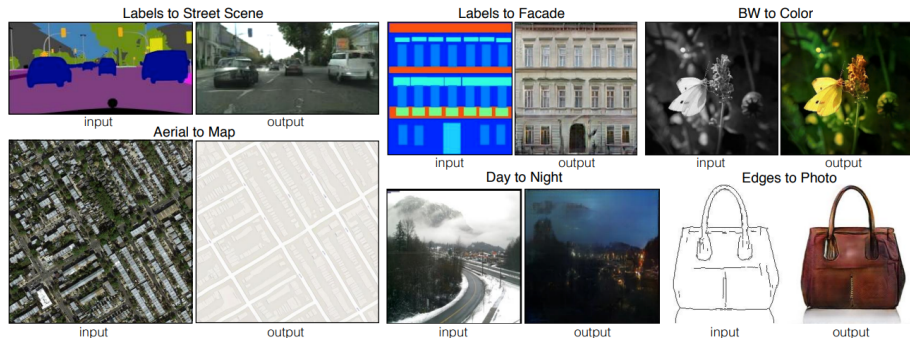 Labels to Street Scene
input
output
Aerial to Map
input
output
Labels to Facade
input
output
BW to Color
input
output
Day to Night
input
output
Edges to Photo
input
output